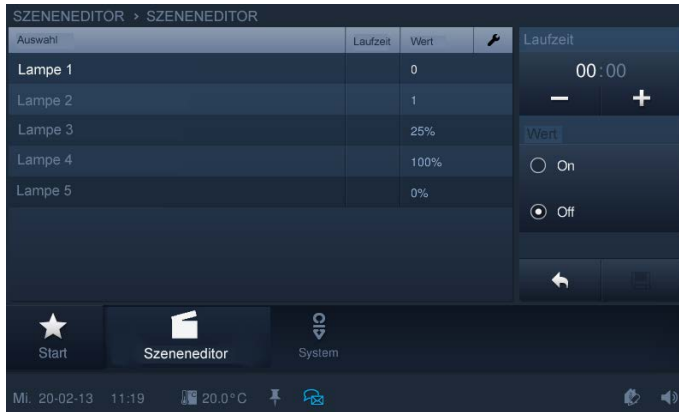 SZENENEDITOR > SZENENEDITOR
Auswahl Laufzeit Wert
Lampe 1 0
Lampe 2 1
Lampe 3 25%
Lampe 4 100%
Lampe 5 0%
Laufzeit
00:00
Wert
On
Off
Start Szeneneditor System
Mi. 20-02-13 11:19 20.0°C